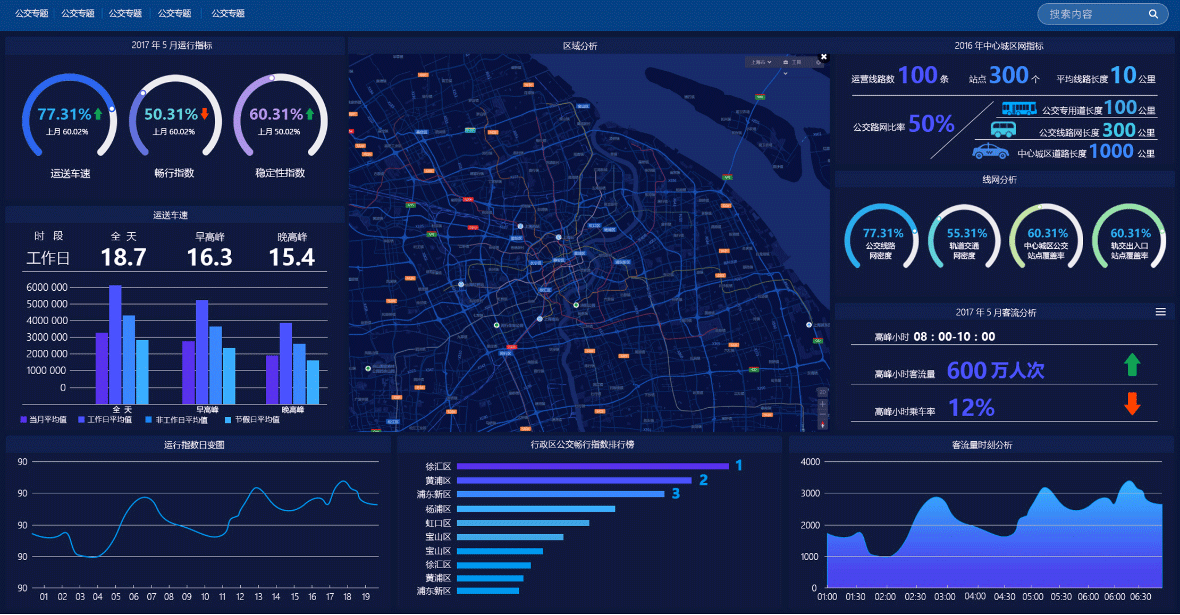 公交专题 公交专题 公交专题 公交专题 公交专题 搜索内容
2017 年 5 月运行指标
77.31%
上月 60.02%
运送车速
50.31%
上月 60.02%
畅行指数
60.31%
上月 50.02%
稳定性指数
运送车速
时 段 全 天 早高峰 晚高峰
工作日 18.7 16.3 15.4
6000 000
5000 000
4000 000
3000 000
2000 000
1000 000
0
全 天 早高峰 晚高峰
当月平均值 工作日平均值 非工作日平均值 节假日平均值
区域分析
2016 年中心城区网指标
运营线路数 100 条 站点 300 个 平均线路长度 10 公里
公交路网比率 50%
公交专用道长度 100 公里
公交线路网长度 300 公里
中心城区道路长度 1000 公里
线网分析
77.31%
公交线路
网密度
55.31%
轨道交通
网密度
60.31%
中心城区公交
站点覆盖率
60.31%
轨交出入口
站点覆盖率
2017 年 5 月客流分析
高峰小时 08：00-10：00
高峰小时客流量 600 万人次
高峰小时乘车率 12%
运行指数日变图
90
90
90
90
90
01 02 03 04 05 06 07 08 09 10 11 12 13 14 15 16 17 18 19
行政区公交畅行指数排行榜
徐汇区 1
黄浦区 2
浦东新区 3
杨浦区
虹口区
宝山区
宝山区
徐汇区
黄浦区
浦东新区
客流量时刻分析
4000
3000
2000
1000
0
01:00 01:30 02:00 02:30 03:00 04:00 04:30 05:00 05:30 06:00 06:00 06:30